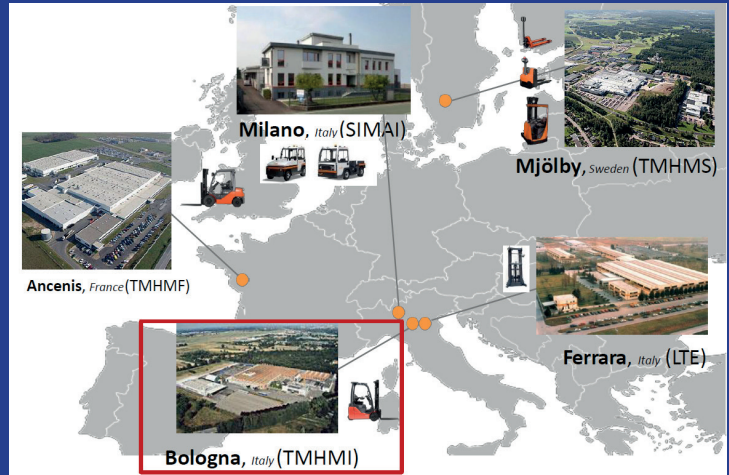 Milano, Italy (SIMAI)
Mjölby, Sweden (TMHMS)
Ancenis, France (TMHMF)
Ferrara, Italy (LTE)
Bologna, Italy (TMHMI)